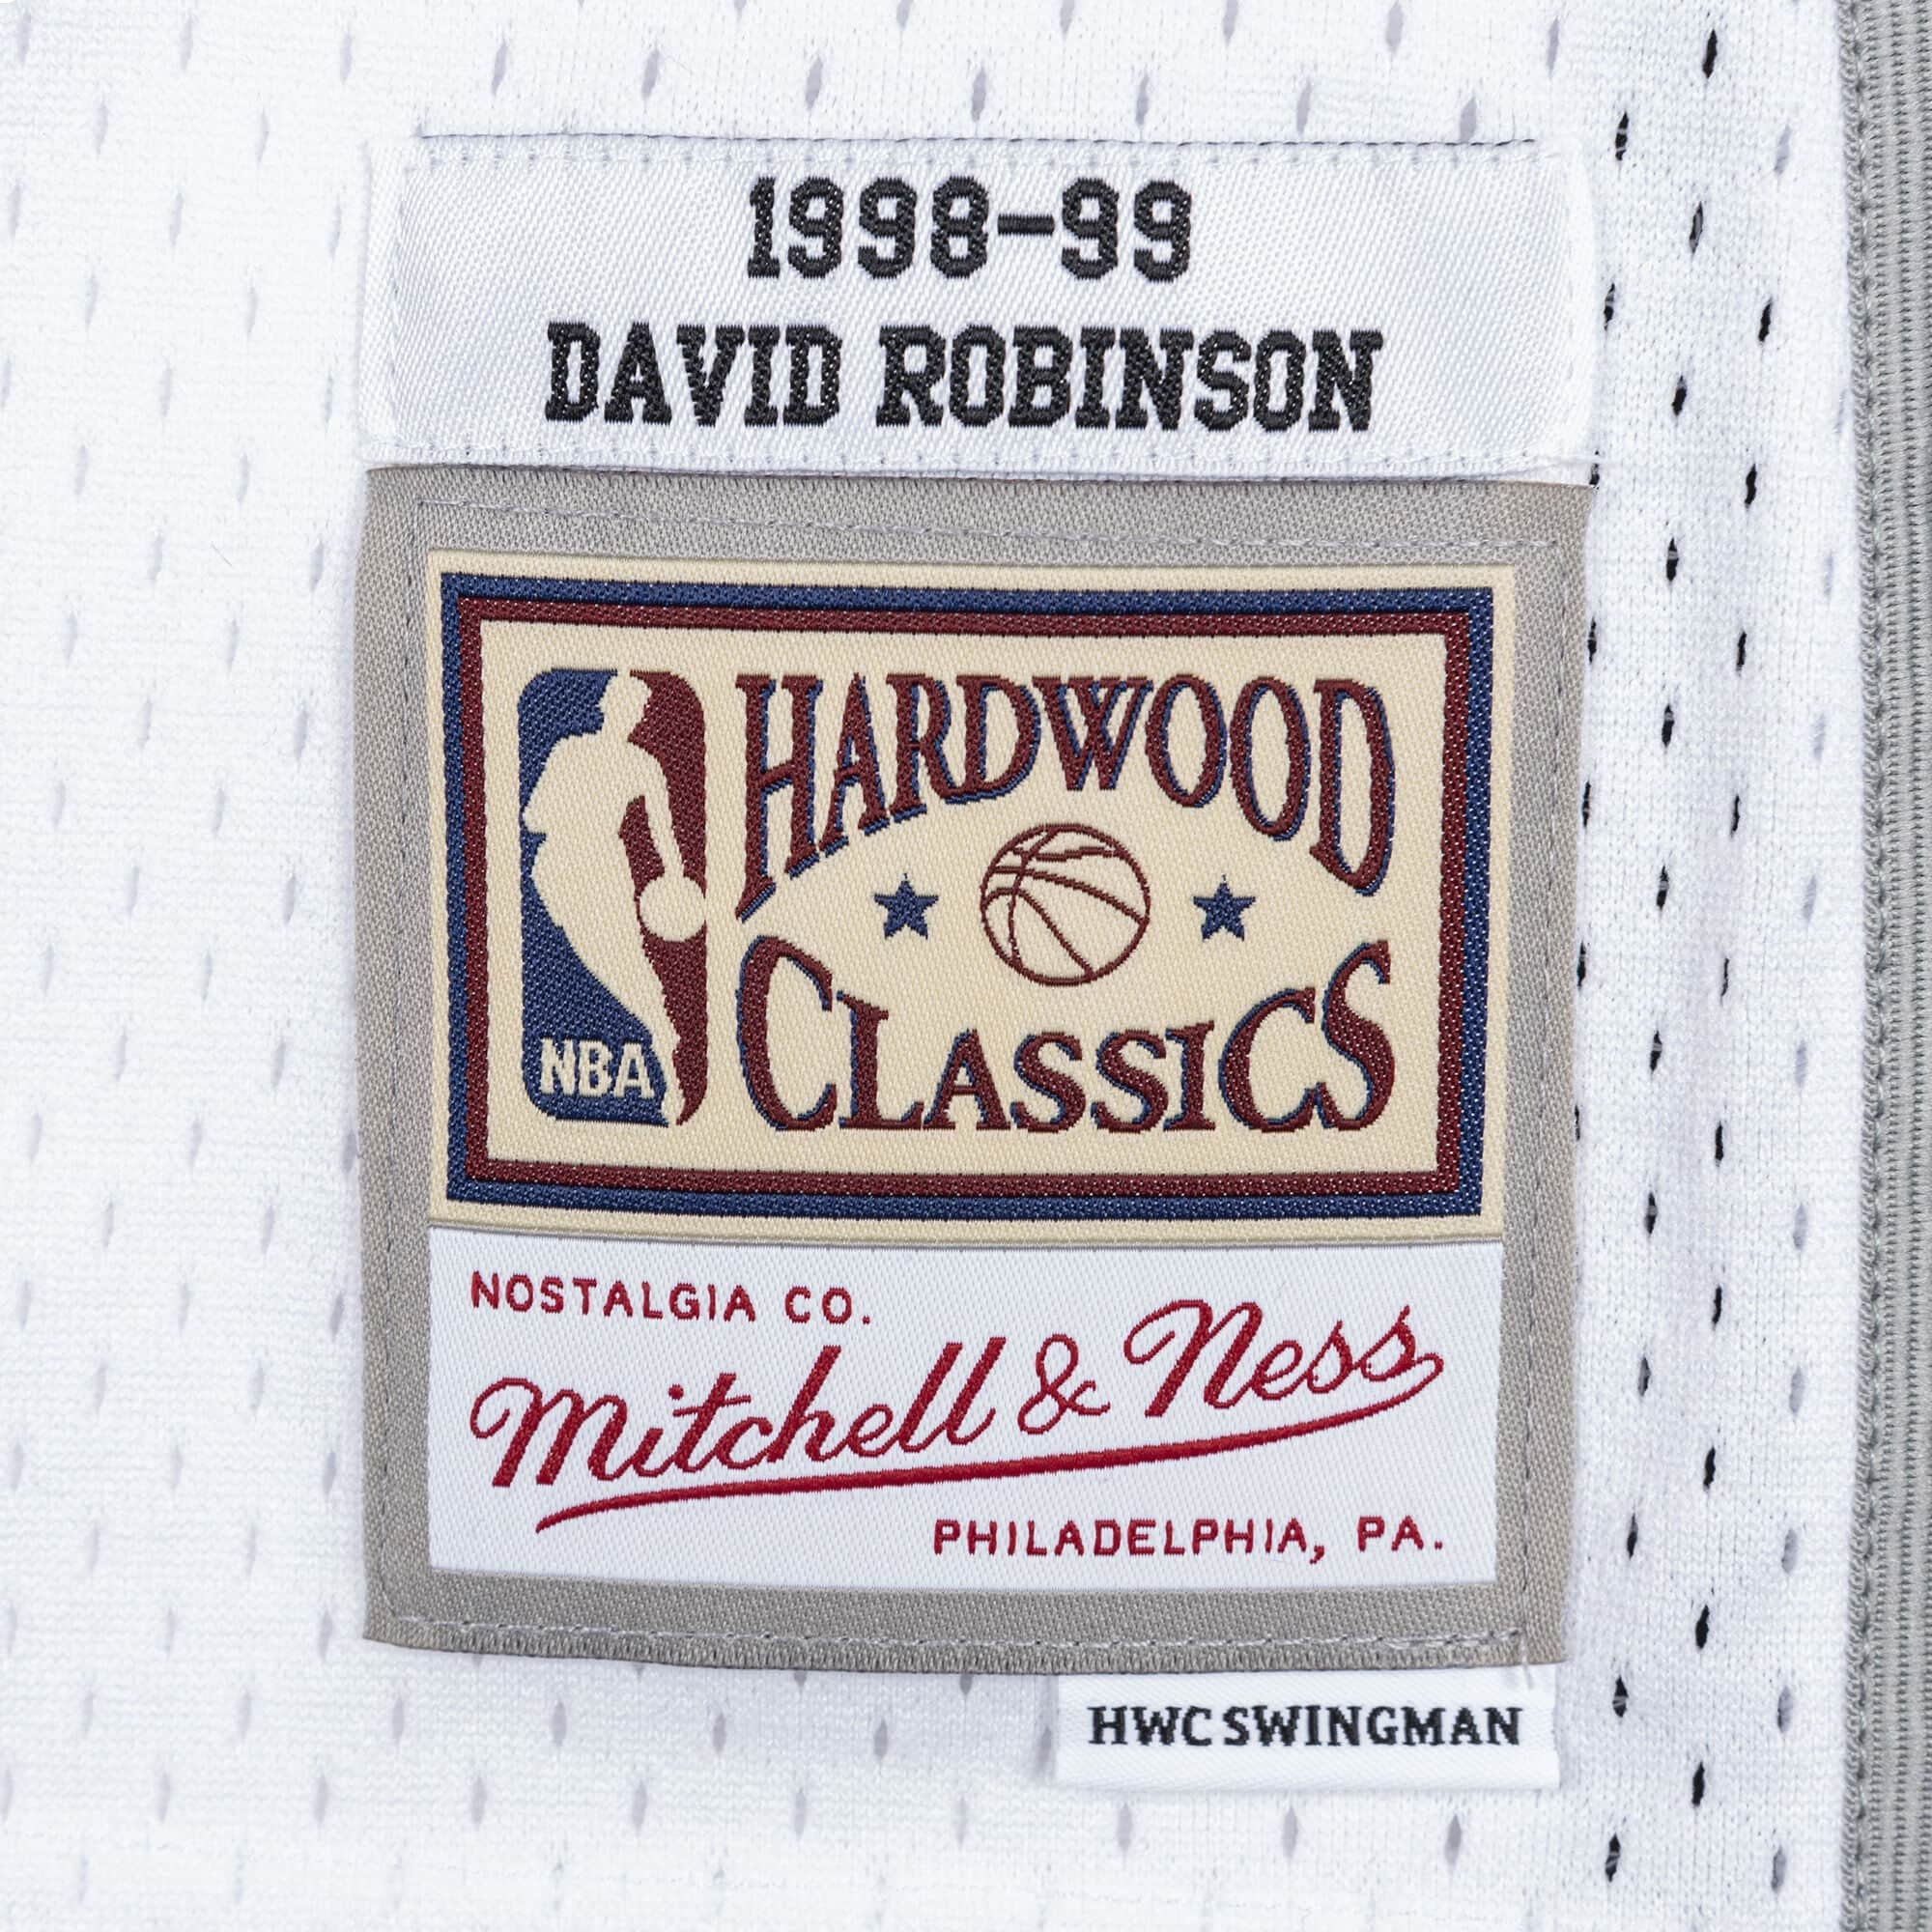 1998-99
DAVID ROBINSON
HARDWOOD
CLASSICS
NBA
NOSTALGIA CO.
Mitchell & Ness
PHILADELPHIA, PA.
HWC SWINGMAN